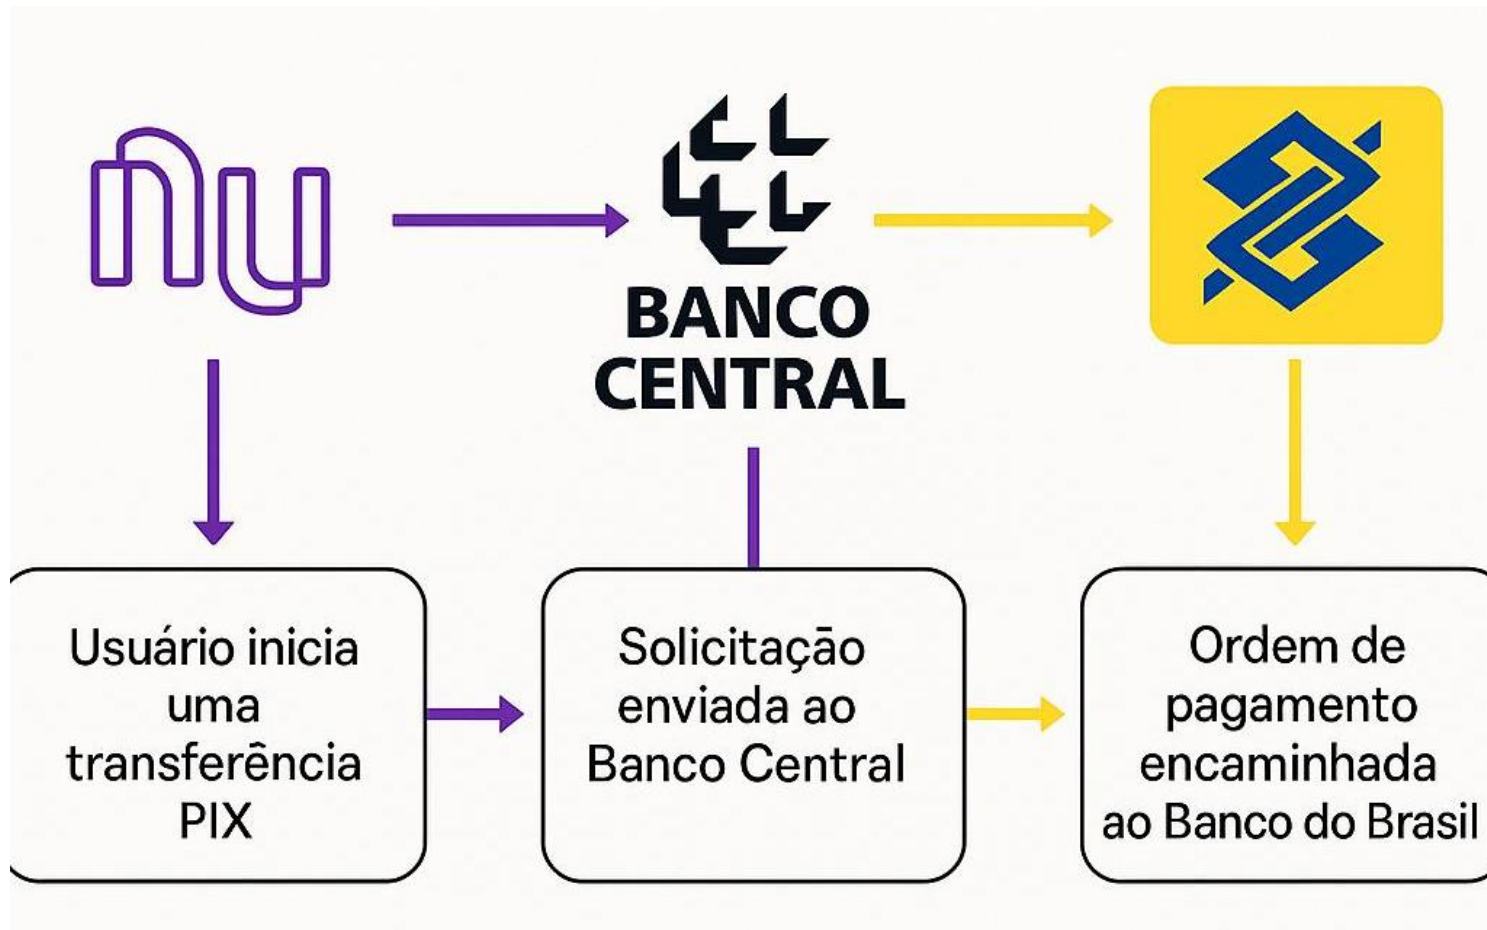 nu
BANCO
CENTRAL
Usuário inicia
uma
transferência
PIX
Solicitação
enviada ao
Banco Central
Ordem de
pagamento
encaminhada
ao Banco do Brasil